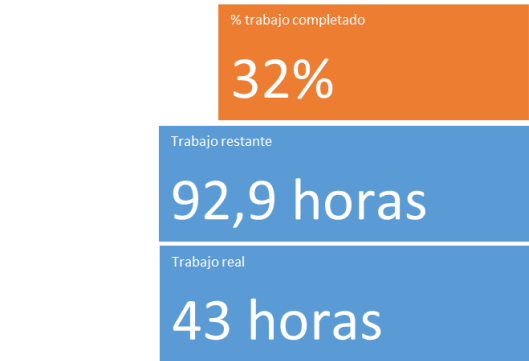 % trabajo completado
32%
Trabajo restante
92,9 horas
Trabajo real
43 horas